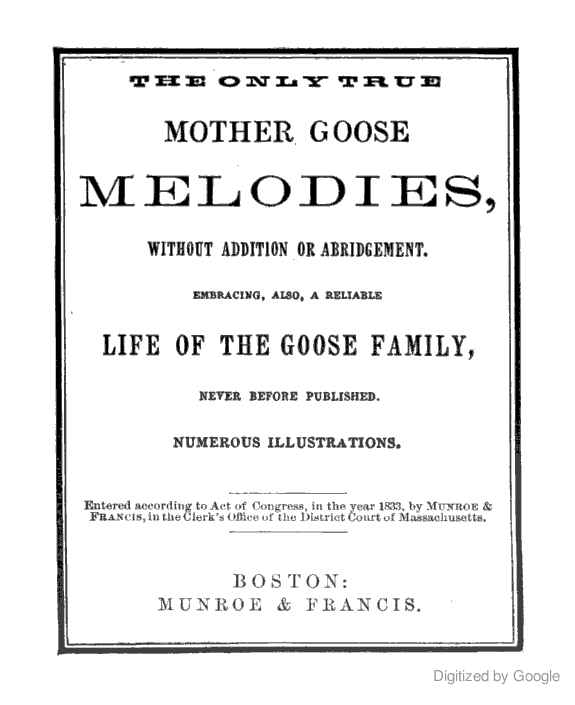 THE ONLY TRUE
MOTHER GOOSE
MELODIES,
WITHOUT ADDITION OR ABRIDGEMENT.
EMBRACING, ALSO, A RELIABLE
LIFE OF THE GOOSE FAMILY,
NEVER BEFORE PUBLISHED.
NUMEROUS ILLUSTRATIONS.
Entered according to Act of Congress, in the year 1833, by MUNROE &
FRANCIS, in the Clerk's Office of the District Court of Massachusetts.
BOSTON:
MUNROE & FRANCIS.
Digitized by Google